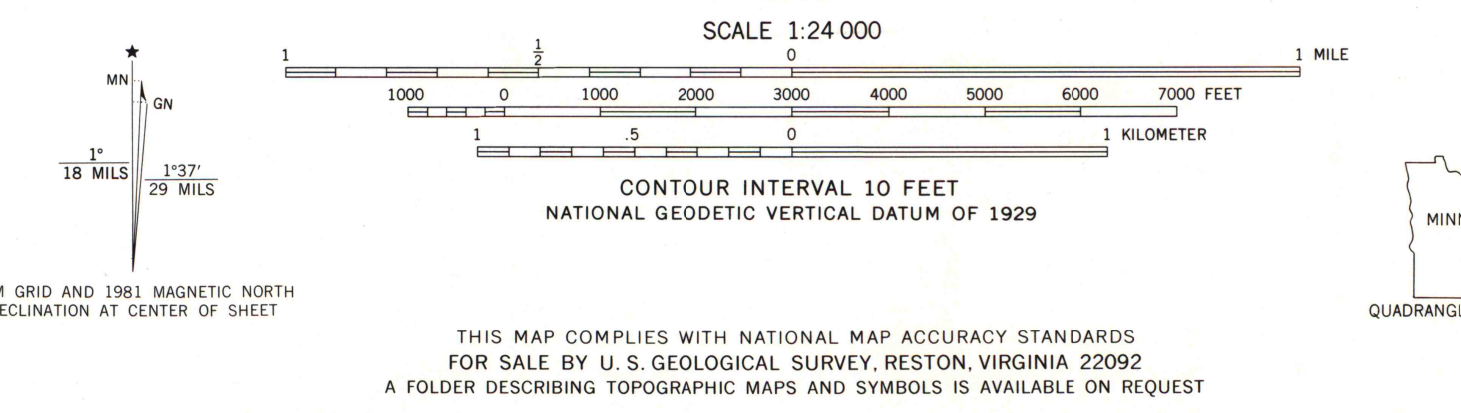 SCALE 1:24 000
1 ½ 0 1 MILE
1000 0 1000 2000 3000 4000 5000 6000 7000 FEET
1 .5 0 1 KILOMETER
CONTOUR INTERVAL 10 FEET
NATIONAL GEODETIC VERTICAL DATUM OF 1929
★
MN
GN
1°
18 MILS
1°37′
29 MILS
M GRID AND 1981 MAGNETIC NORTH
ECLINATION AT CENTER OF SHEET
THIS MAP COMPLIES WITH NATIONAL MAP ACCURACY STANDARDS
FOR SALE BY U. S. GEOLOGICAL SURVEY, RESTON, VIRGINIA 22092
A FOLDER DESCRIBING TOPOGRAPHIC MAPS AND SYMBOLS IS AVAILABLE ON REQUEST
MINN
QUADRANGL